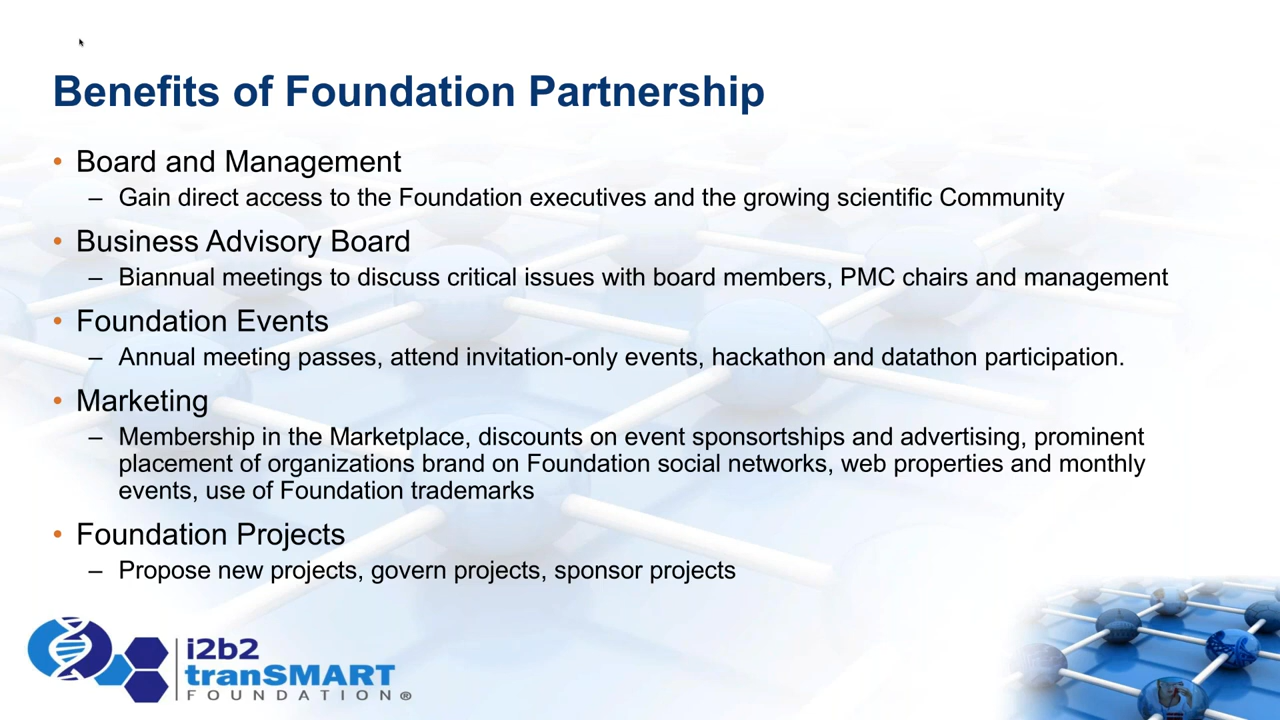 Benefits of Foundation Partnership
• Board and Management
– Gain direct access to the Foundation executives and the growing scientific Community
• Business Advisory Board
– Biannual meetings to discuss critical issues with board members, PMC chairs and management
• Foundation Events
– Annual meeting passes, attend invitation-only events, hackathon and datathon participation.
• Marketing
– Membership in the Marketplace, discounts on event sponsortships and advertising, prominent
placement of organizations brand on Foundation social networks, web properties and monthly
events, use of Foundation trademarks
• Foundation Projects
– Propose new projects, govern projects, sponsor projects
i2b2
tranSMART
FOUNDATION®